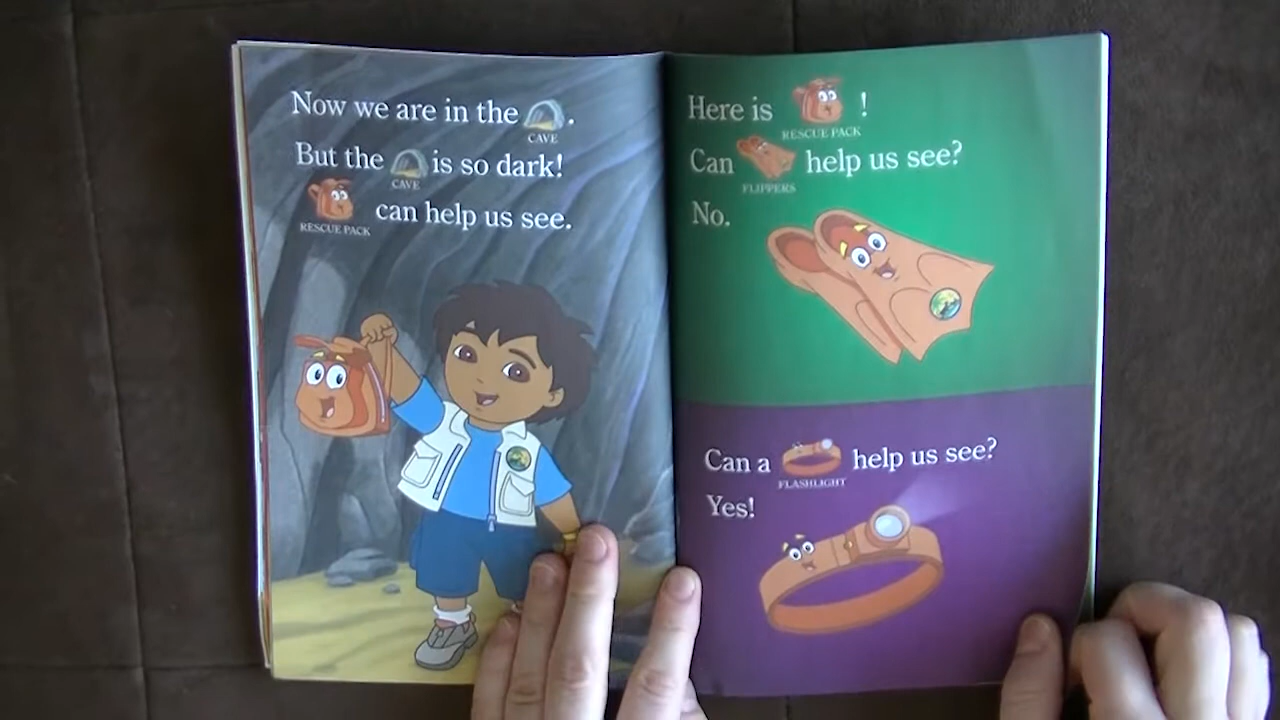 Now we are in the .
CAVE
But the is so dark!
CAVE
can help us see.
RESCUE PACK
Here is !
RESCUE PACK
Can help us see?
FLIPPERS
No.
Can a help us see?
FLASHLIGHT
Yes!